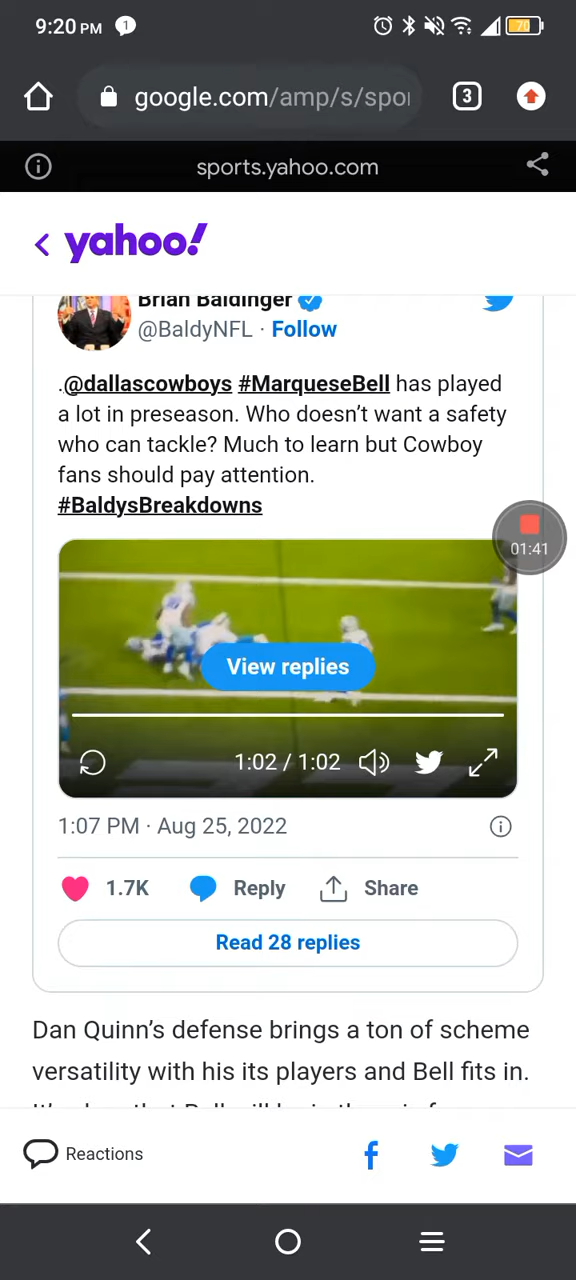 9:20 PM 1 70
google.com/amp/s/spor 3
sports.yahoo.com
yahoo!
Brian Baldinger
@BaldyNFL · Follow
.@dallascowboys #MarqueseBell has played
a lot in preseason. Who doesn't want a safety
who can tackle? Much to learn but Cowboy
fans should pay attention.
#BaldysBreakdowns
01:41
View replies
1:02 / 1:02
1:07 PM · Aug 25, 2022
1.7K Reply Share
Read 28 replies
Dan Quinn's defense brings a ton of scheme
versatility with his its players and Bell fits in.
Reactions